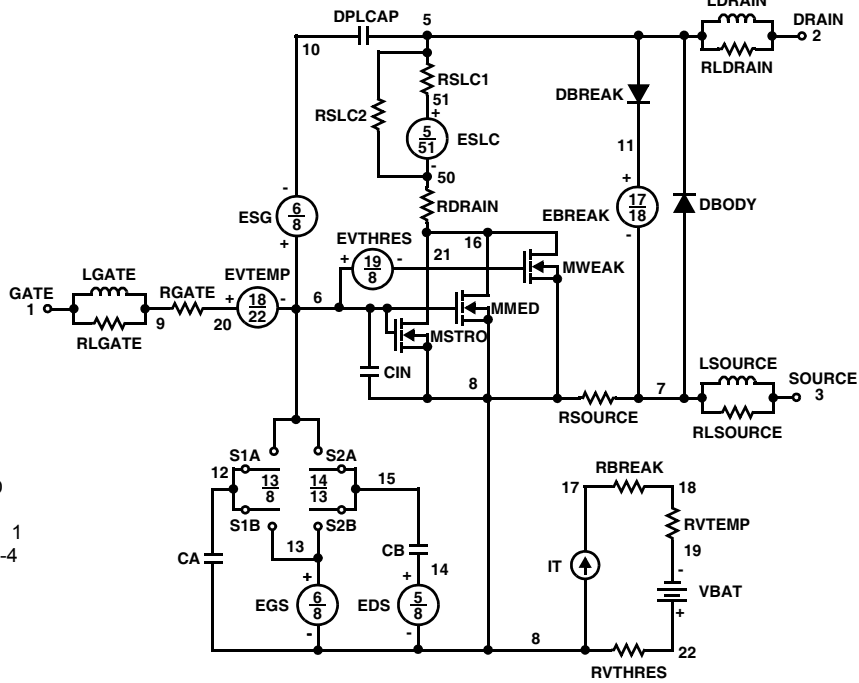 LDRAIN
DPLCAP 5 DRAIN
10 2
RLDRAIN
RSLC1
51
DBREAK
RSLC2
+
5
51
ESLC
-
11
50
-
+
6
8
ESG
RDRAIN
17
18
EBREAK
DBODY
+
EVTHRES
16
-
+ 19
8 -
21
MWEAK
LGATE
EVTEMP
GATE
1
RGATE
+ 18
22 -
6
MMED
9
20
RLGATE
MSTRO
LSOURCE
CIN
8
7
SOURCE
3
RSOURCE
RLSOURCE
S1A
S2A
12
13
8
14
13
15
RBREAK
17
18
S1B
S2B
RVTEMP
13
CB
19
1
-4
CA
14
IT
-
VBAT
+
+
+
EGS
6
8
EDS
5
8
-
-
8
22
RVTHRES